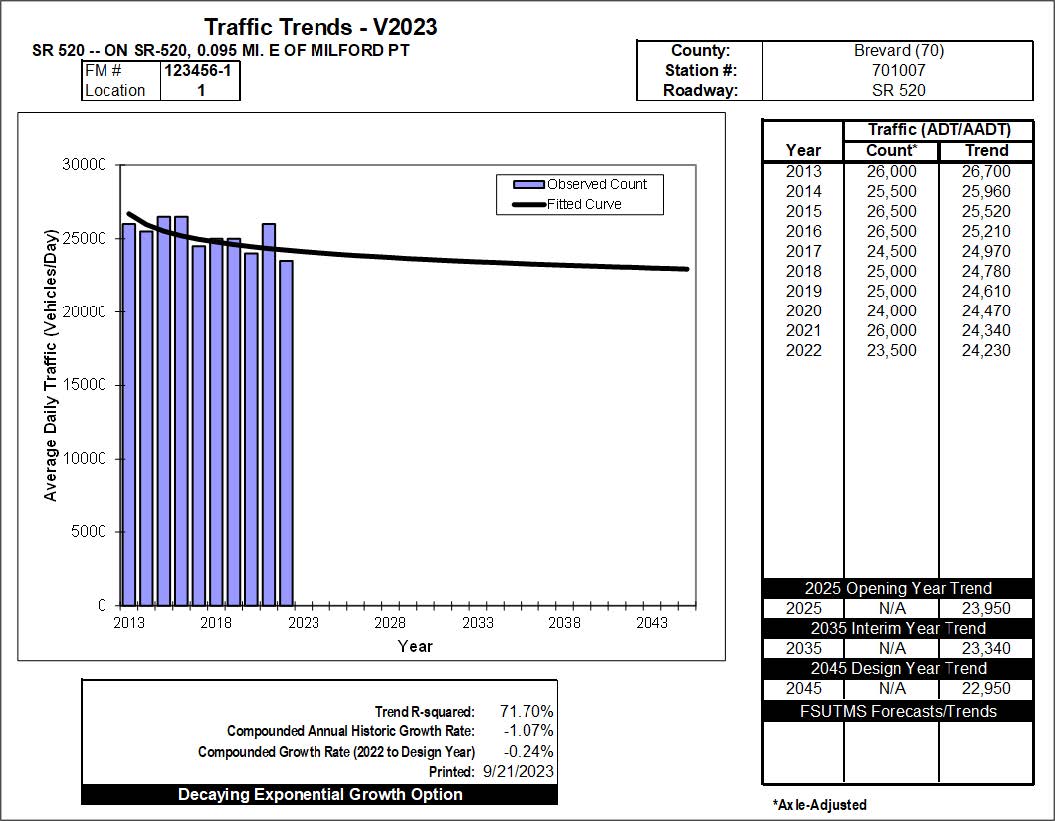 Traffic Trends - V2023
SR 520 -- ON SR-520, 0.095 MI. E OF MILFORD PT
FM # 123456-1
Location 1
County: Brevard (70)
Station #: 701007
Roadway: SR 520
30000
25000
20000
15000
10000
5000
0
Average Daily Traffic (Vehicles/Day)
Observed Count
Fitted Curve
2013 2018 2023 2028 2033 2038 2043
Year
Traffic (ADT/AADT)
Year Count* Trend
2013 26,000 26,700
2014 25,500 25,960
2015 26,500 25,520
2016 26,500 25,210
2017 24,500 24,970
2018 25,000 24,780
2019 25,000 24,610
2020 24,000 24,470
2021 26,000 24,340
2022 23,500 24,230
2025 Opening Year Trend
2025 N/A 23,950
2035 Interim Year Trend
2035 N/A 23,340
2045 Design Year Trend
2045 N/A 22,950
FSUTMS Forecasts/Trends
*Axle-Adjusted
Trend R-squared: 71.70%
Compounded Annual Historic Growth Rate: -1.07%
Compounded Growth Rate (2022 to Design Year) -0.24%
Printed: 9/21/2023
Decaying Exponential Growth Option